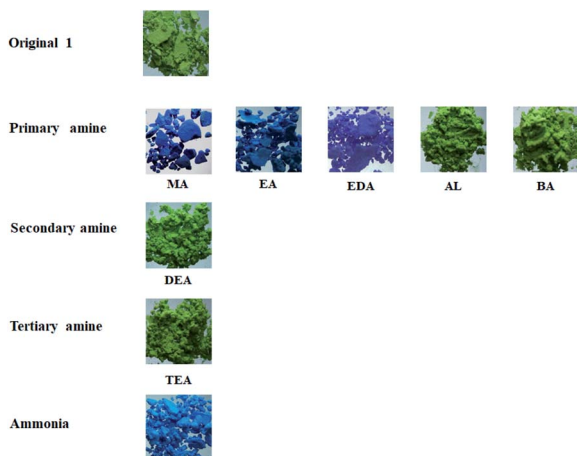 Original 1
Primary amine
MA EA EDA AL BA
Secondary amine
DEA
Tertiary amine
TEA
Ammonia